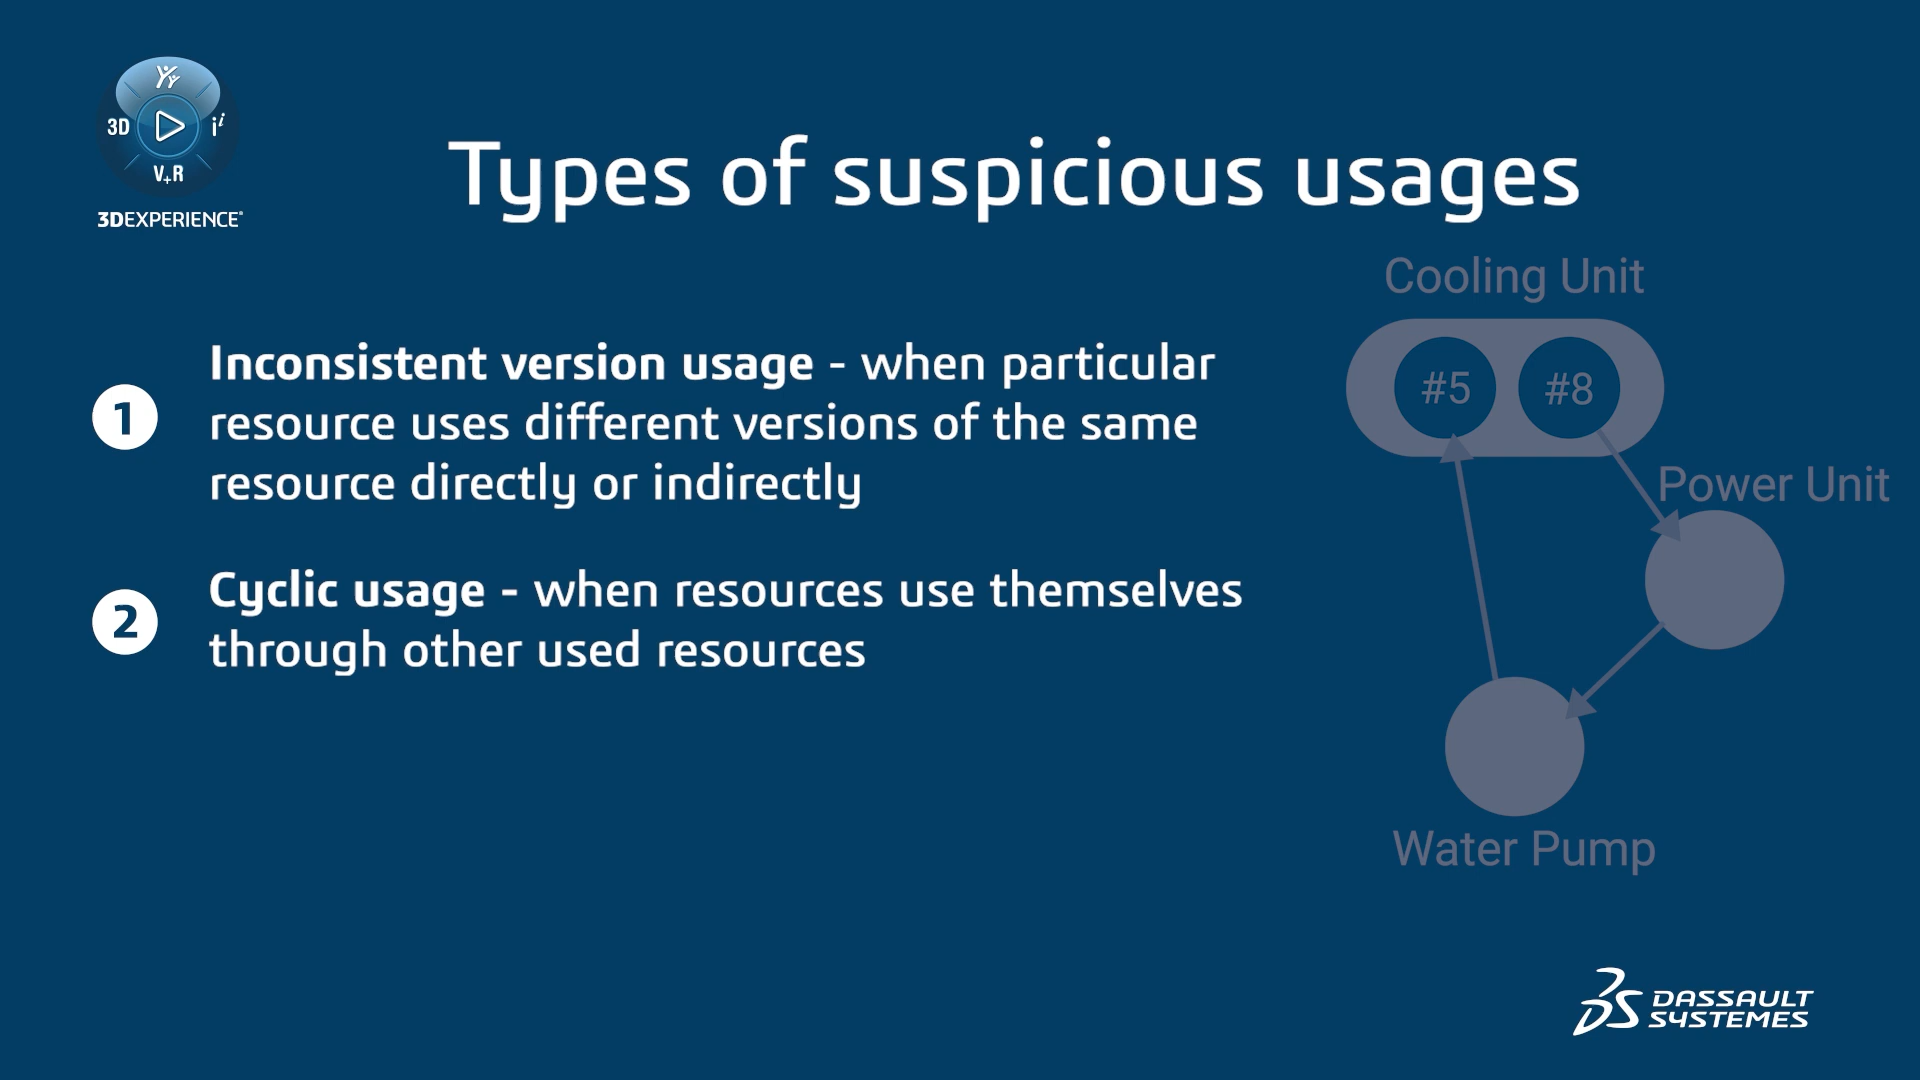 3D
V+R
3DEXPERIENCE®
Types of suspicious usages
1
Inconsistent version usage - when particular
resource uses different versions of the same
resource directly or indirectly
2
Cyclic usage - when resources use themselves
through other used resources
Cooling Unit
#5 #8
Power Unit
Water Pump
3DS DASSAULT
SYSTEMES